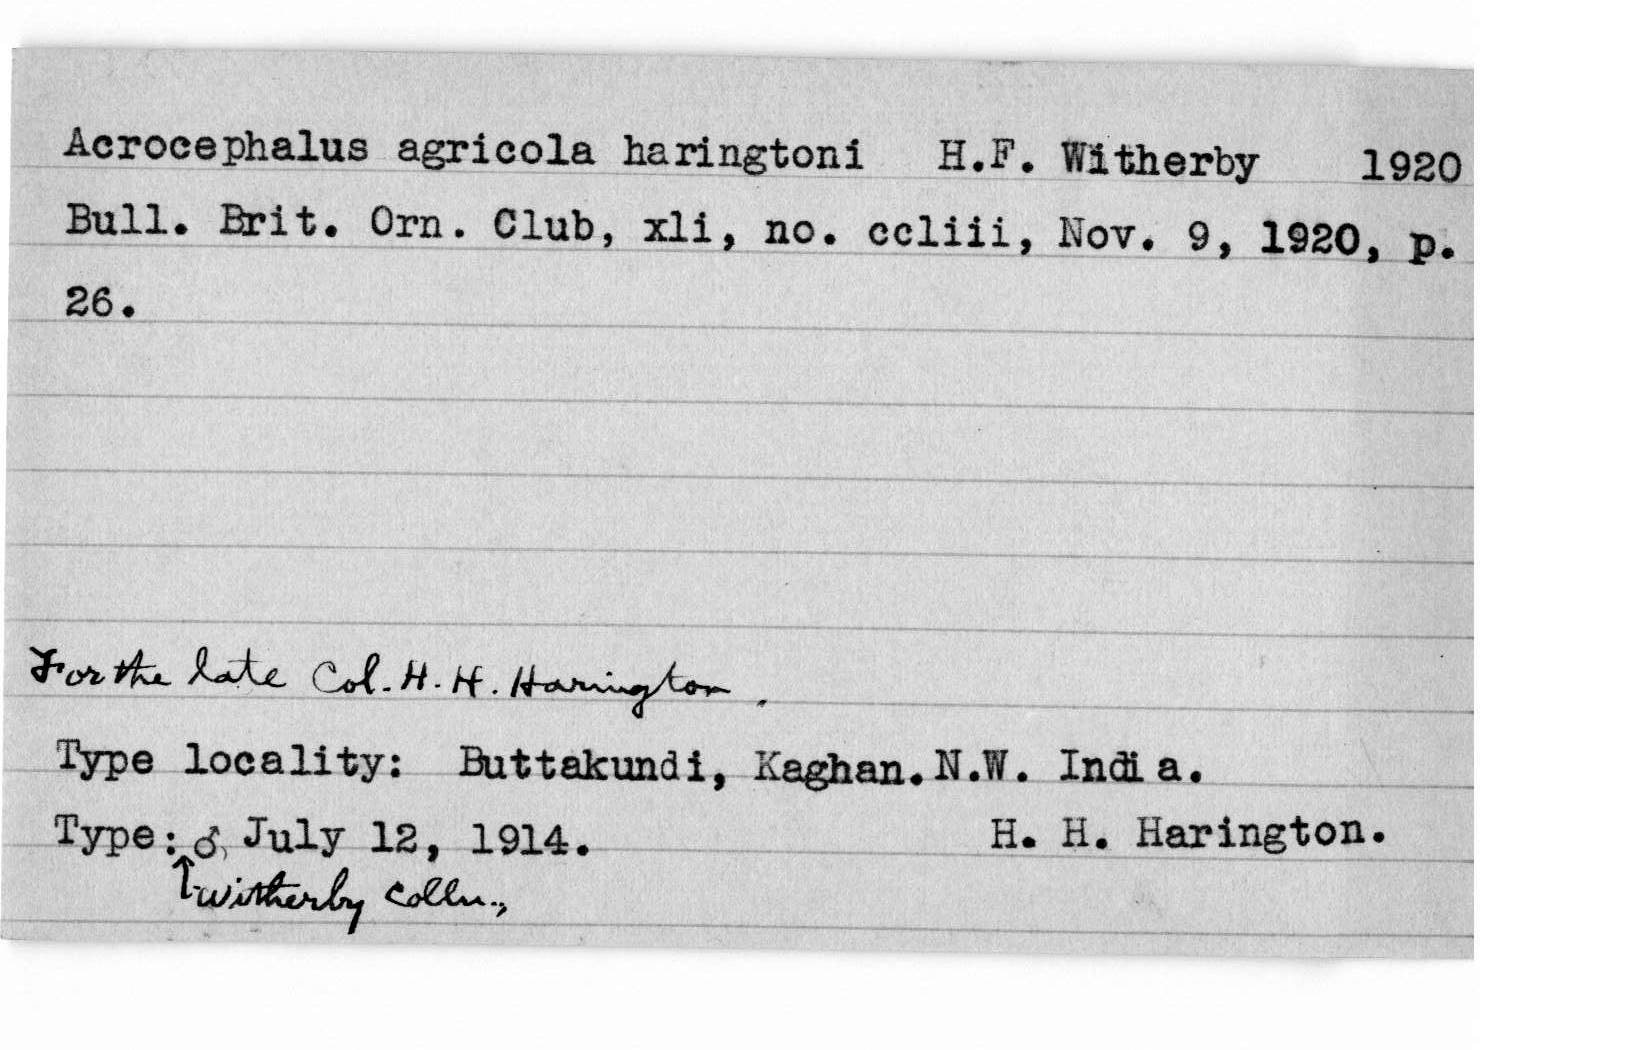 Acrocephalus agricola haringtoni H.F. Witherby 1920
Bull. Brit. Orn. Club, xli, no. ccliii, Nov. 9, 1920, p.
26.
For the late Col. H. H. Harington.
Type locality: Buttakundi, Kaghan. N.W. India.
Type: ♂, July 12, 1914. H. H. Harington.
↑Witherby Colln.,